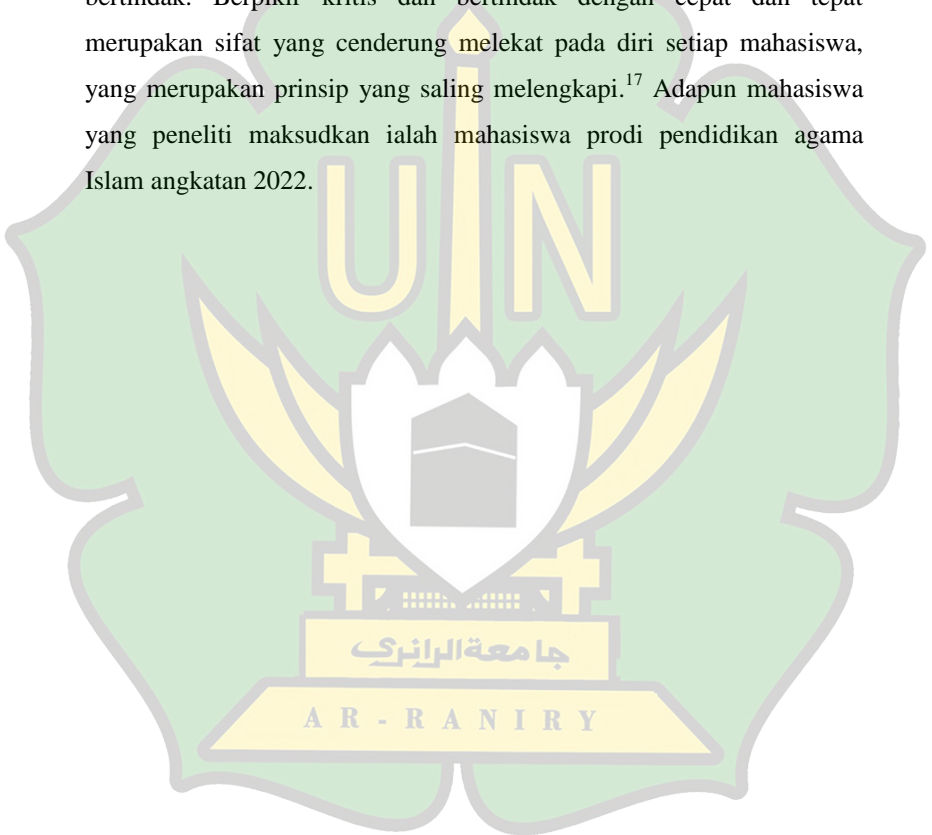 bertindak. Berpikir kritis dan bertindak dengan cepat dan tepat
merupakan sifat yang cenderung melekat pada diri setiap mahasiswa,
yang merupakan prinsip yang saling melengkapi.17 Adapun mahasiswa
yang peneliti maksudkan ialah mahasiswa prodi pendidikan agama
Islam angkatan 2022.
UIN
جامعةالرانري
AR-RANIRY